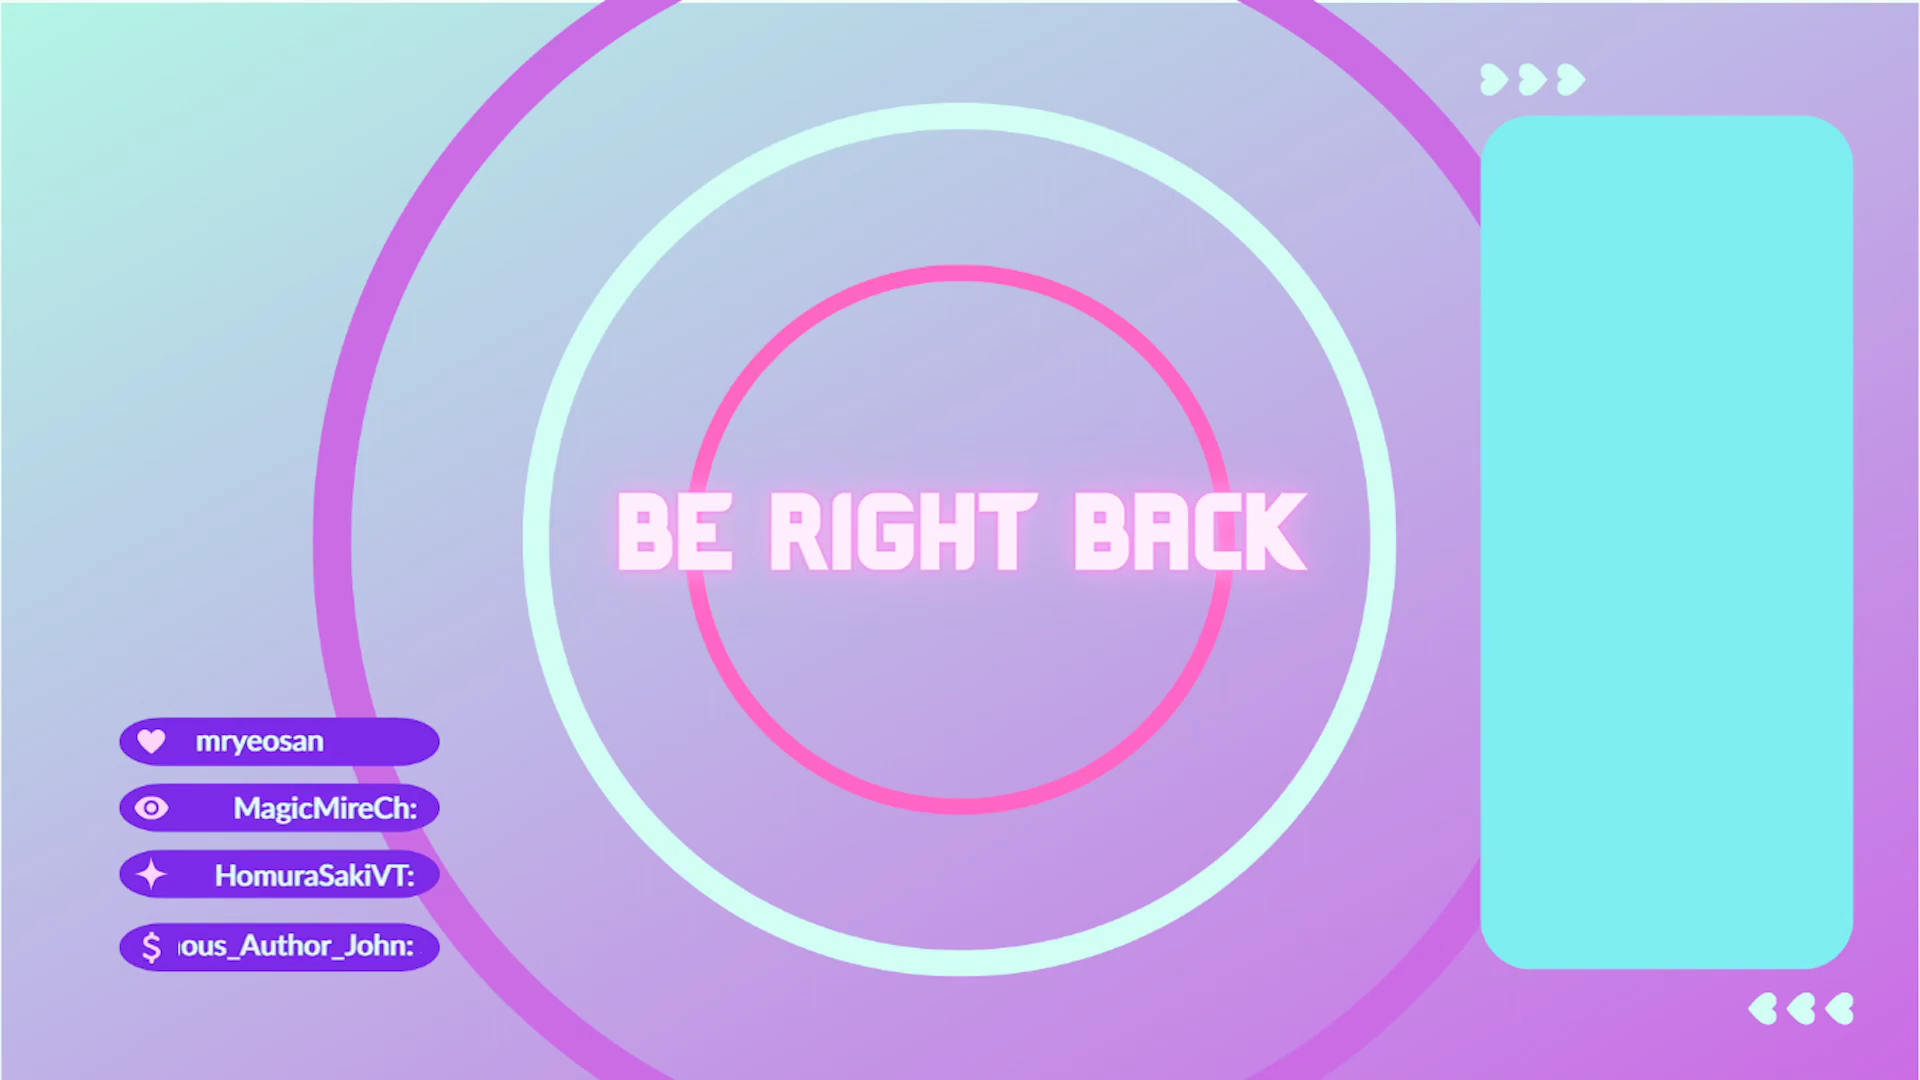 BE RIGHT BACK
mryeosan
MagicMireCh:
HomuraSakiVT:
ous_Author_John: